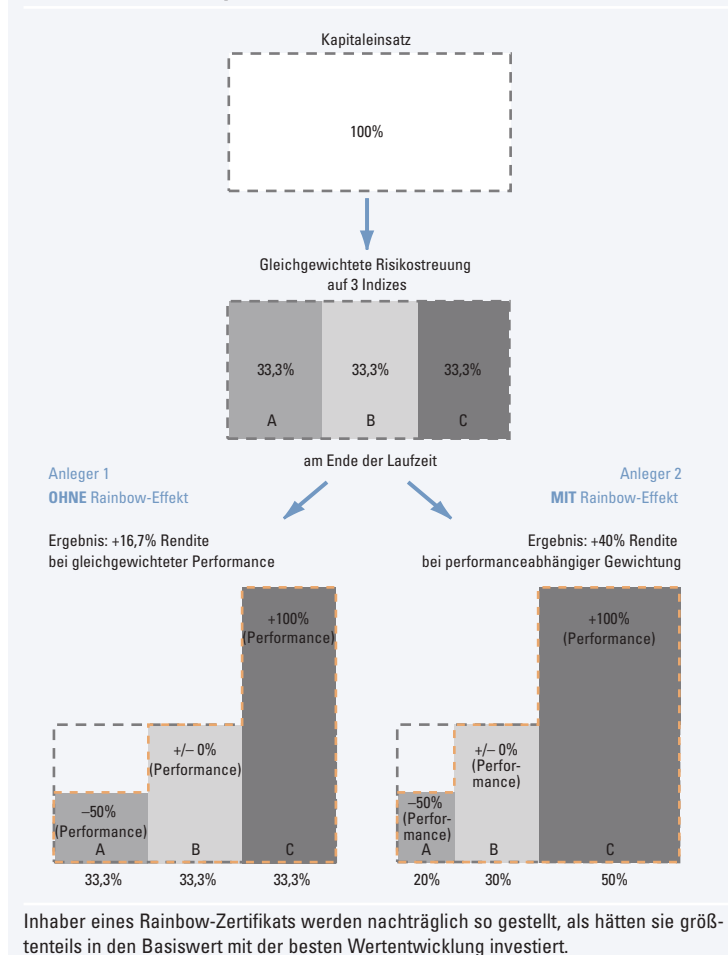 Kapitaleinsatz
100%
Gleichgewichtete Risikostreuung
auf 3 Indizes
33,3%
33,3%
33,3%
A
B
C
am Ende der Laufzeit
Anleger 1
OHNE Rainbow-Effekt
Anleger 2
MIT Rainbow-Effekt
Ergebnis: +16,7% Rendite
bei gleichgewichteter Performance
Ergebnis: +40% Rendite
bei performanceabhängiger Gewichtung
–50%
(Performance)
A
+/– 0%
(Performance)
B
+100%
(Performance)
C
33,3%
33,3%
33,3%
–50%
(Perfor-
mance)
A
+/– 0%
(Perfor-
mance)
B
+100%
(Performance)
C
20%
30%
50%
Inhaber eines Rainbow-Zertifikats werden nachträglich so gestellt, als hätten sie größ-
tenteils in den Basiswert mit der besten Wertentwicklung investiert.